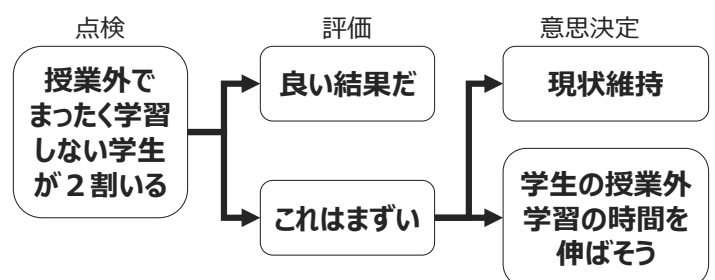 点検
評価
意思決定
授業外で
まったく学習
しない学生
が２割いる
良い結果だ
これはまずい
現状維持
学生の授業外
学習の時間を
伸ばそう